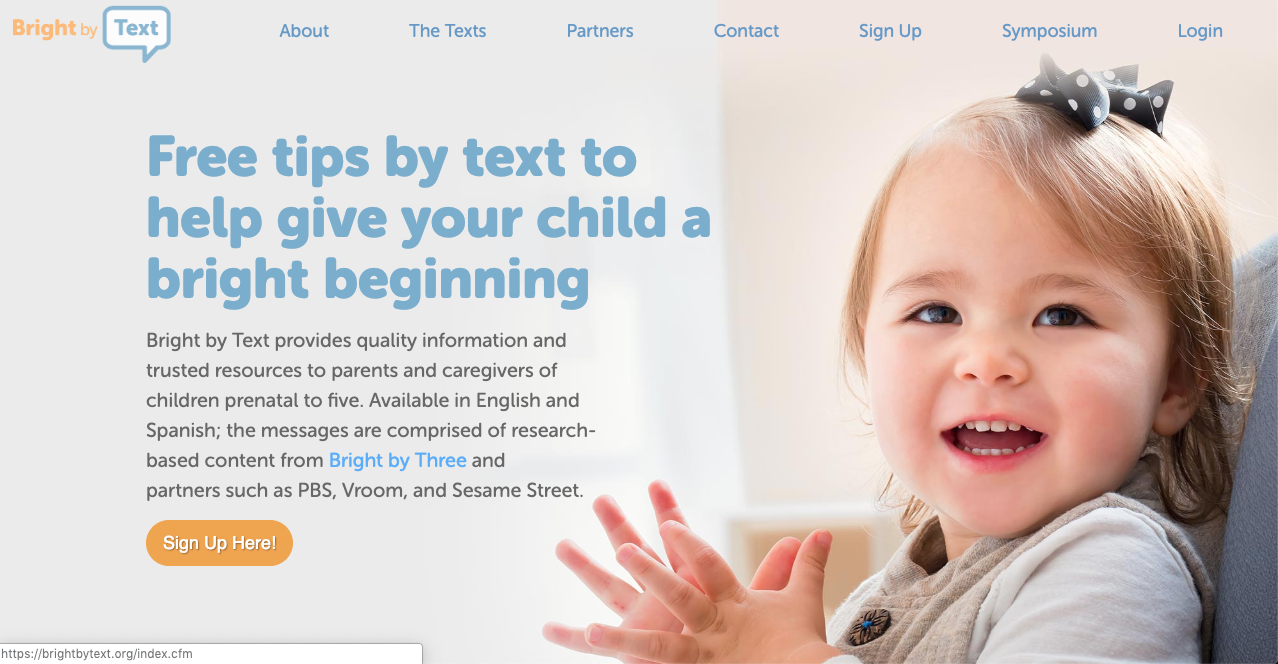 Bright by Text
About
The Texts
Partners
Contact
Sign Up
Symposium
Login
Free tips by text to
help give your child a
bright beginning
Bright by Text provides quality information and
trusted resources to parents and caregivers of
children prenatal to five. Available in English and
Spanish; the messages are comprised of research-
based content from Bright by Three and
partners such as PBS, Vroom, and Sesame Street.
Sign Up Here!
https://brightbytext.org/index.cfm